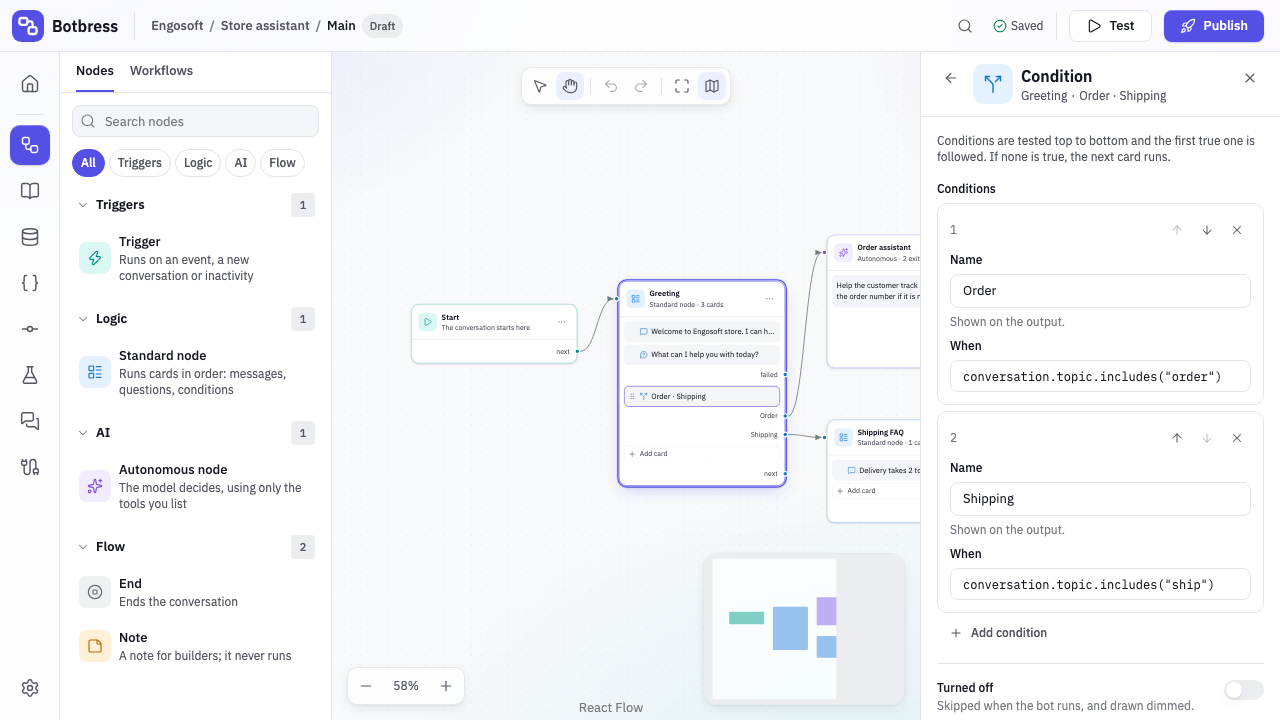 Botbress
Engosoft / Store assistant / Main Draft
Saved
Test
Publish
Nodes
Workflows
Search nodes
All
Triggers
Logic
AI
Flow
Triggers
1
Trigger
Runs on an event, a new
conversation or inactivity
Logic
1
Standard node
Runs cards in order: messages,
questions, conditions
AI
1
Autonomous node
The model decides, using only the
tools you list
Flow
2
End
Ends the conversation
Note
A note for builders; it never runs
Start
The conversation starts here
next
Greeting
Standard node · 3 cards
Welcome to Engosoft store. I can h...
What can I help you with today?
failed
Order · Shipping
Order
Shipping
Add card
next
Order assistant
Autonomous · 2 exit
Help the customer track
the order number if it is
Shipping FAQ
Standard node · 1 ca
Delivery takes 2 to
Add card
58%
React Flow
Condition
Greeting · Order · Shipping
Conditions are tested top to bottom and the first true one is
followed. If none is true, the next card runs.
Conditions
1
Name
Order
Shown on the output.
When
conversation.topic.includes("order")
2
Name
Shipping
Shown on the output.
When
conversation.topic.includes("ship")
Add condition
Turned off
Skipped when the bot runs, and drawn dimmed.